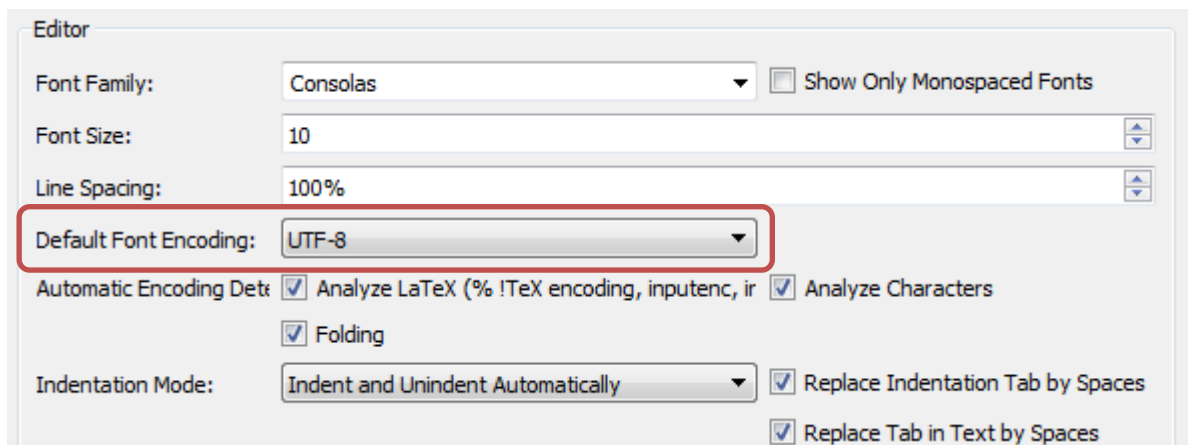 Editor
Font Family: Consolas Show Only Monospaced Fonts
Font Size: 10
Line Spacing: 100%
Default Font Encoding: UTF-8
Automatic Encoding Dete Analyze LaTeX (% !TeX encoding, inputenc, ir Analyze Characters
Folding
Indentation Mode: Indent and Unindent Automatically Replace Indentation Tab by Spaces
Replace Tab in Text by Spaces